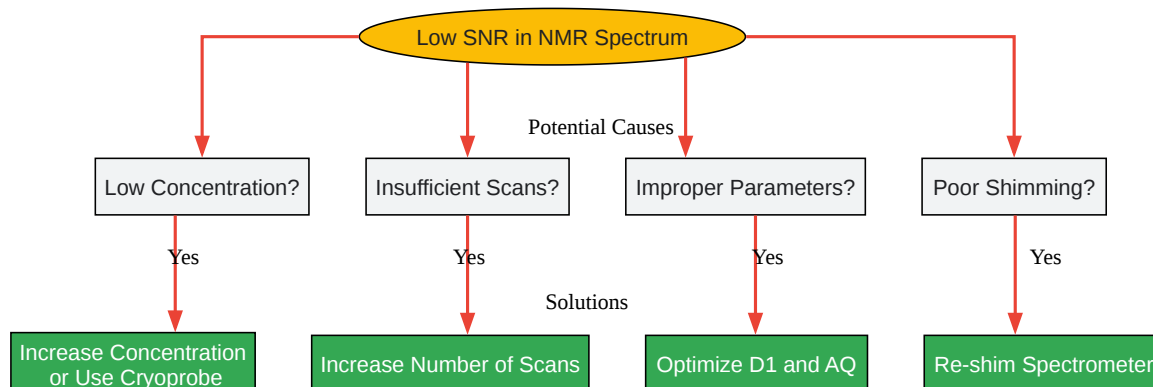 Low SNR in NMR Spectrum
Potential Causes
Low Concentration?
Insufficient Scans?
Improper Parameters?
Poor Shimming?
Yes
Yes
Yes
Yes
Solutions
Increase Concentration
or Use Cryoprobe
Increase Number of Scans
Optimize D1 and AQ
Re-shim Spectrometer